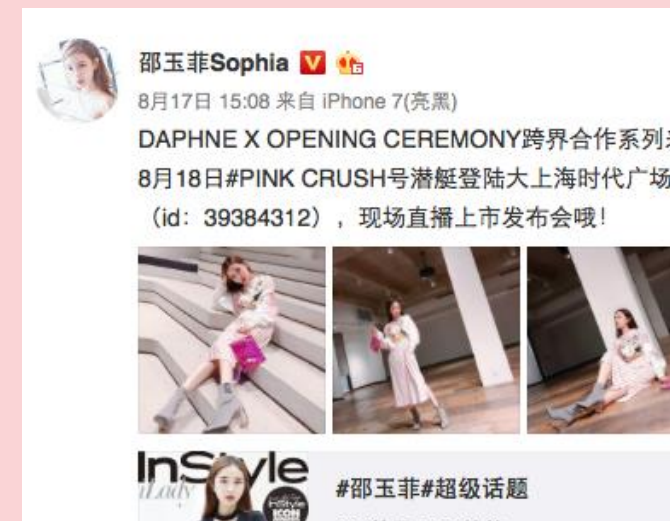 邵玉菲Sophia V
8月17日 15:08 来自 iPhone 7(亮黑)
DAPHNE X OPENING CEREMONY跨界合作系列
8月18日#PINK CRUSH号潜艇登陆大上海时代广场
（id：39384312），现场直播上市发布会哦！
InStyle
iLady
InStyle
ICON
#邵玉菲#超级话题